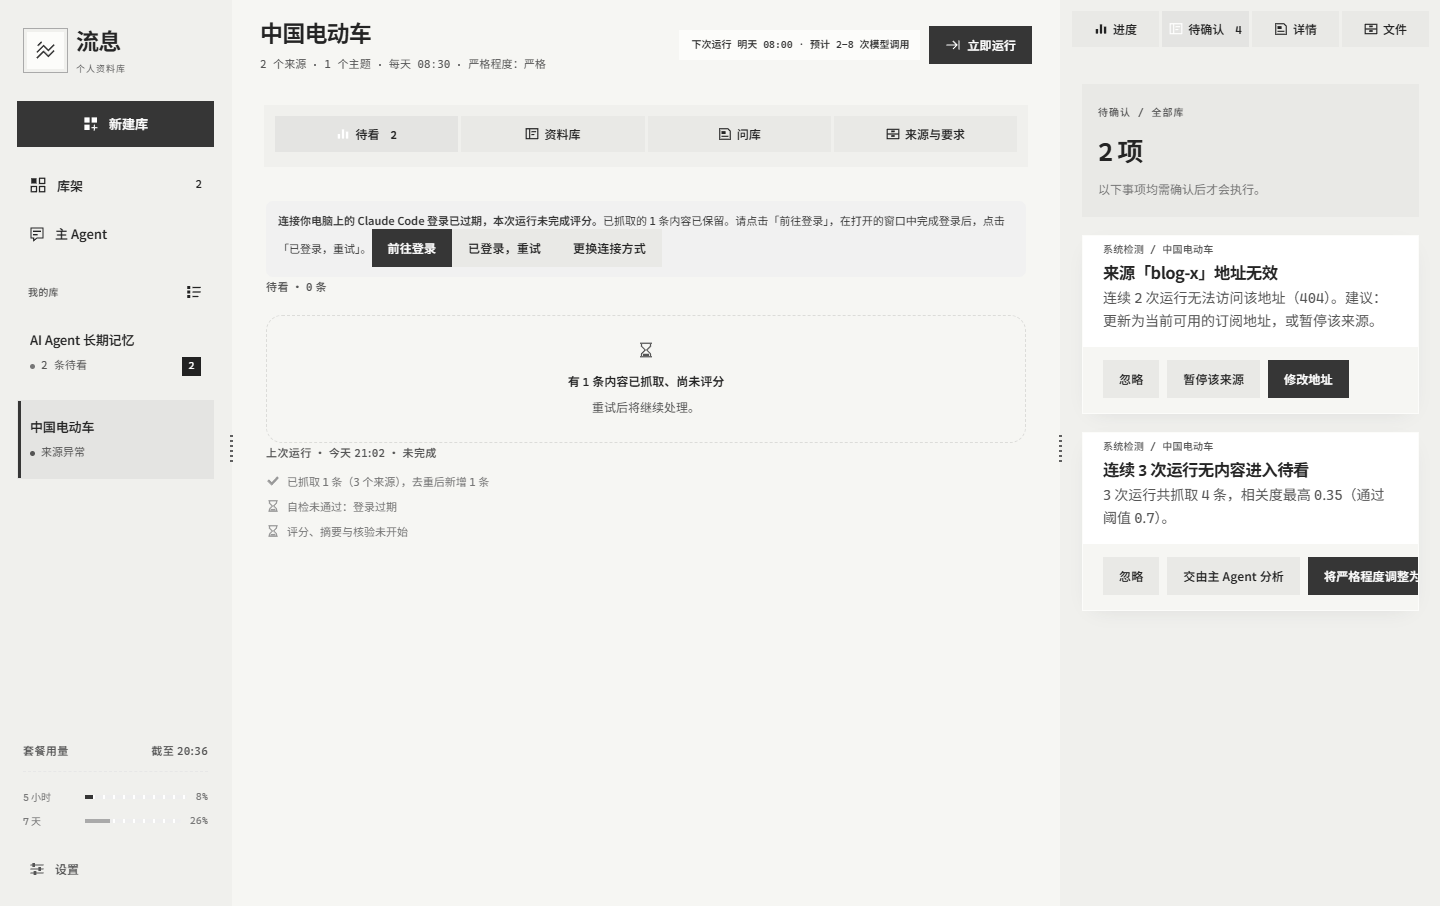 流息
个人资料库
新建库
库架 2
主 Agent
我的库
AI Agent 长期记忆
2 条待看 2
中国电动车
来源异常
套餐用量 截至 20:36
5 小时 8%
7 天 26%
设置
中国电动车
2 个来源 · 1 个主题 · 每天 08:30 · 严格程度：严格
下次运行 明天 08:00 · 预计 2–8 次模型调用
立即运行
待看 2
资料库
问库
来源与要求
连接你电脑上的 Claude Code 登录已过期，本次运行未完成评分。已抓取的 1 条内容已保留。请点击「前往登录」，在打开的窗口中完成登录后，点击
「已登录，重试」。 前往登录 已登录，重试 更换连接方式
待看 · 0 条
有 1 条内容已抓取、尚未评分
重试后将继续处理。
上次运行 · 今天 21:02 · 未完成
已抓取 1 条（3 个来源），去重后新增 1 条
自检未通过：登录过期
评分、摘要与核验未开始
进度
待确认 4
详情
文件
待确认 / 全部库
2 项
以下事项均需确认后才会执行。
系统检测 / 中国电动车
来源「blog-x」地址无效
连续 2 次运行无法访问该地址（404）。建议：
更新为当前可用的订阅地址，或暂停该来源。
忽略 暂停该来源 修改地址
系统检测 / 中国电动车
连续 3 次运行无内容进入待看
3 次运行共抓取 4 条，相关度最高 0.35（通过
阈值 0.7）。
忽略 交由主 Agent 分析 将严格程度调整为